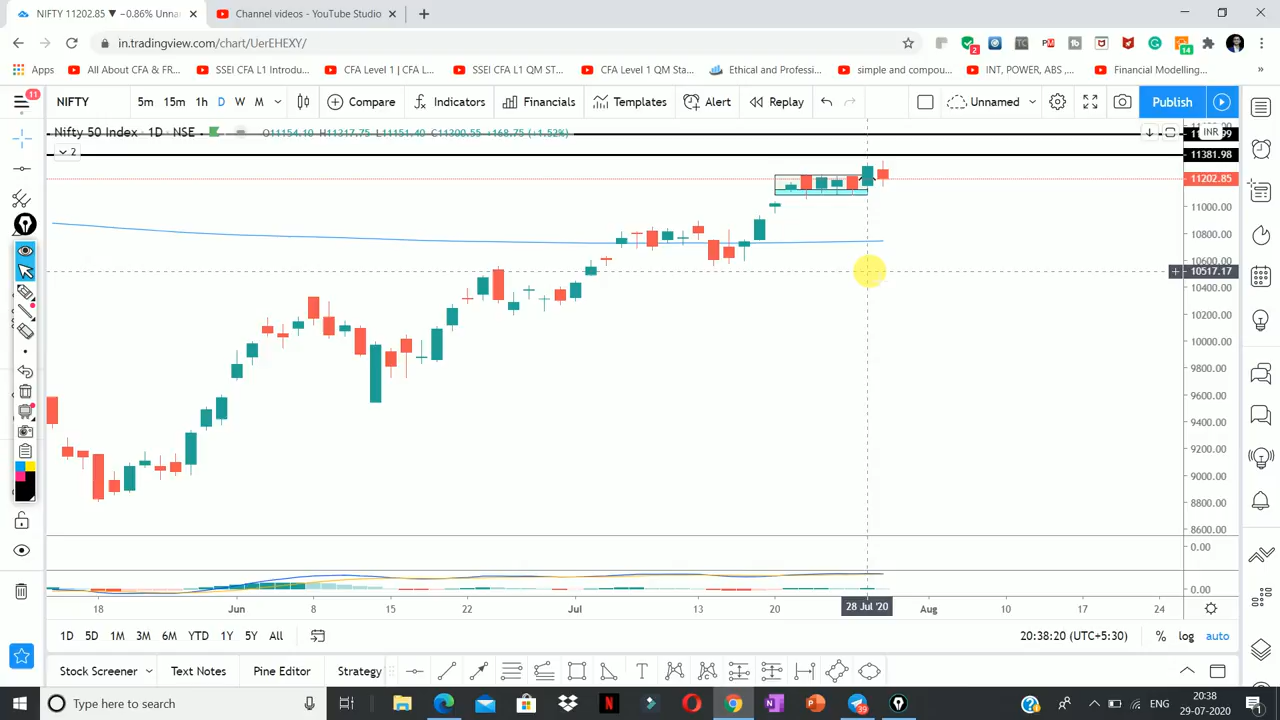 NIFTY 11202.85 ▼ −0.86% Unna
Channel videos - YouTube Studio
in.tradingview.com/chart/UerEHEXY/
2
14
Apps
All About CFA & FR...
SSEI CFA L1 Introdu...
CFA Level 1 | CFA L...
SSEI CFA L1 QM ST...
CFA Level 1 QM Sta...
Ethical and Professi...
simple and compou...
INT, POWER, ABS ,...
Financial Modelling...
»
11
NIFTY
5m 15m 1h D W M
Compare
Indicators
Financials
Templates
Alert
Replay
Unnamed
Publish
Nifty 50 Index · 1D · NSE
O11154.10 H11317.75 L11151.40 C11300.55 +168.75 (+1.52%)
INR
2
11381.98
11202.85
11000.00
10800.00
10600.00
10517.17
10400.00
10200.00
10000.00
9800.00
9600.00
9400.00
9200.00
9000.00
8800.00
8600.00
0.00
0.00
18 Jun 8 15 22 Jul 13 20 28 Jul '20 Aug 10 17 24
1D 5D 1M 3M 6M YTD 1Y 5Y All
20:38:20 (UTC+5:30)
% log auto
Stock Screener
Text Notes
Pine Editor
Strategy
Type here to search
39
ENG
20:38
29-07-2020